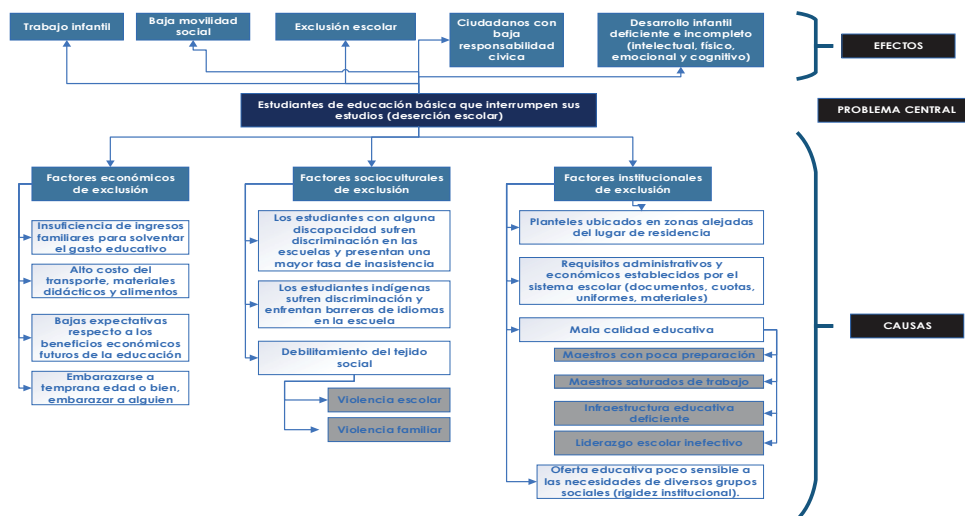 Trabajo infantil
Baja movilidad
social
Exclusión escolar
Ciudadanos con
baja
responsabilidad
cívica
Desarrollo infantil
deficiente e incompleto
(intelectual, físico,
emocional y cognitivo)
EFECTOS
Estudiantes de educación básica que interrumpen sus
estudios (deserción escolar)
PROBLEMA CENTRAL
Factores económicos
de exclusión
Insuficiencia de ingresos
familiares para solventar
el gasto educativo
Alto costo del
transporte, materiales
didácticos y alimentos
Bajas expectativas
respecto a los
beneficios económicos
futuros de la educación
Embarazarse a
temprana edad o bien,
embarazar a alguien
Factores socioculturales
de exclusión
Los estudiantes con alguna
discapacidad sufren
discriminación en las
escuelas y presentan una
mayor tasa de inasistencia
Los estudiantes indígenas
sufren discriminación y
enfrentan barreras de idiomas
en la escuela
Debilitamiento del tejido
social
Violencia escolar
Violencia familiar
Factores institucionales
de exclusión
Planteles ubicados en zonas alejadas
del lugar de residencia
Requisitos administrativos y
económicos establecidos por el
sistema escolar (documentos, cuotas,
uniformes, materiales)
Mala calidad educativa
Maestros con poca preparación
Maestros saturados de trabajo
Infraestructura educativa
deficiente
Liderazgo escolar inefectivo
Oferta educativa poco sensible a
las necesidades de diversos grupos
sociales (rigidez institucional).
CAUSAS